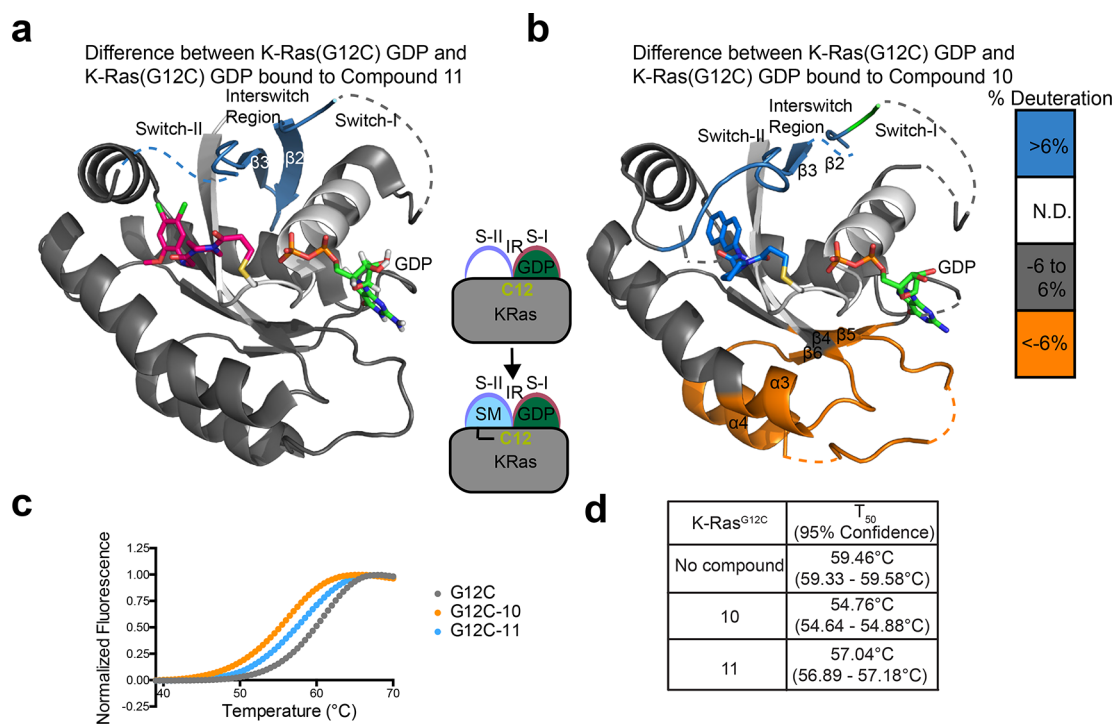 a
Difference between K-Ras(G12C) GDP and
K-Ras(G12C) GDP bound to Compound 11
Interswitch
Region
Switch-II
Switch-I
β3
β2
GDP
S-II
IR
S-I
GDP
C12
KRas
S-II
IR
S-I
SM
GDP
C12
KRas
b
Difference between K-Ras(G12C) GDP and
K-Ras(G12C) GDP bound to Compound 10
Interswitch
Region
Switch-II
Switch-I
β3
β2
GDP
β4
β5
β6
α3
α4
% Deuteration
>6%
N.D.
-6 to
6%
<-6%
c
Normalized Fluorescence
1.25
1.00
0.75
0.50
0.25
0.00
-0.25
40
50
60
70
Temperature (°C)
G12C
G12C-10
G12C-11
d
K-Ras^G12C
T50
(95% Confidence)
No compound
59.46°C
(59.33 - 59.58°C)
10
54.76°C
(54.64 - 54.88°C)
11
57.04°C
(56.89 - 57.18°C)